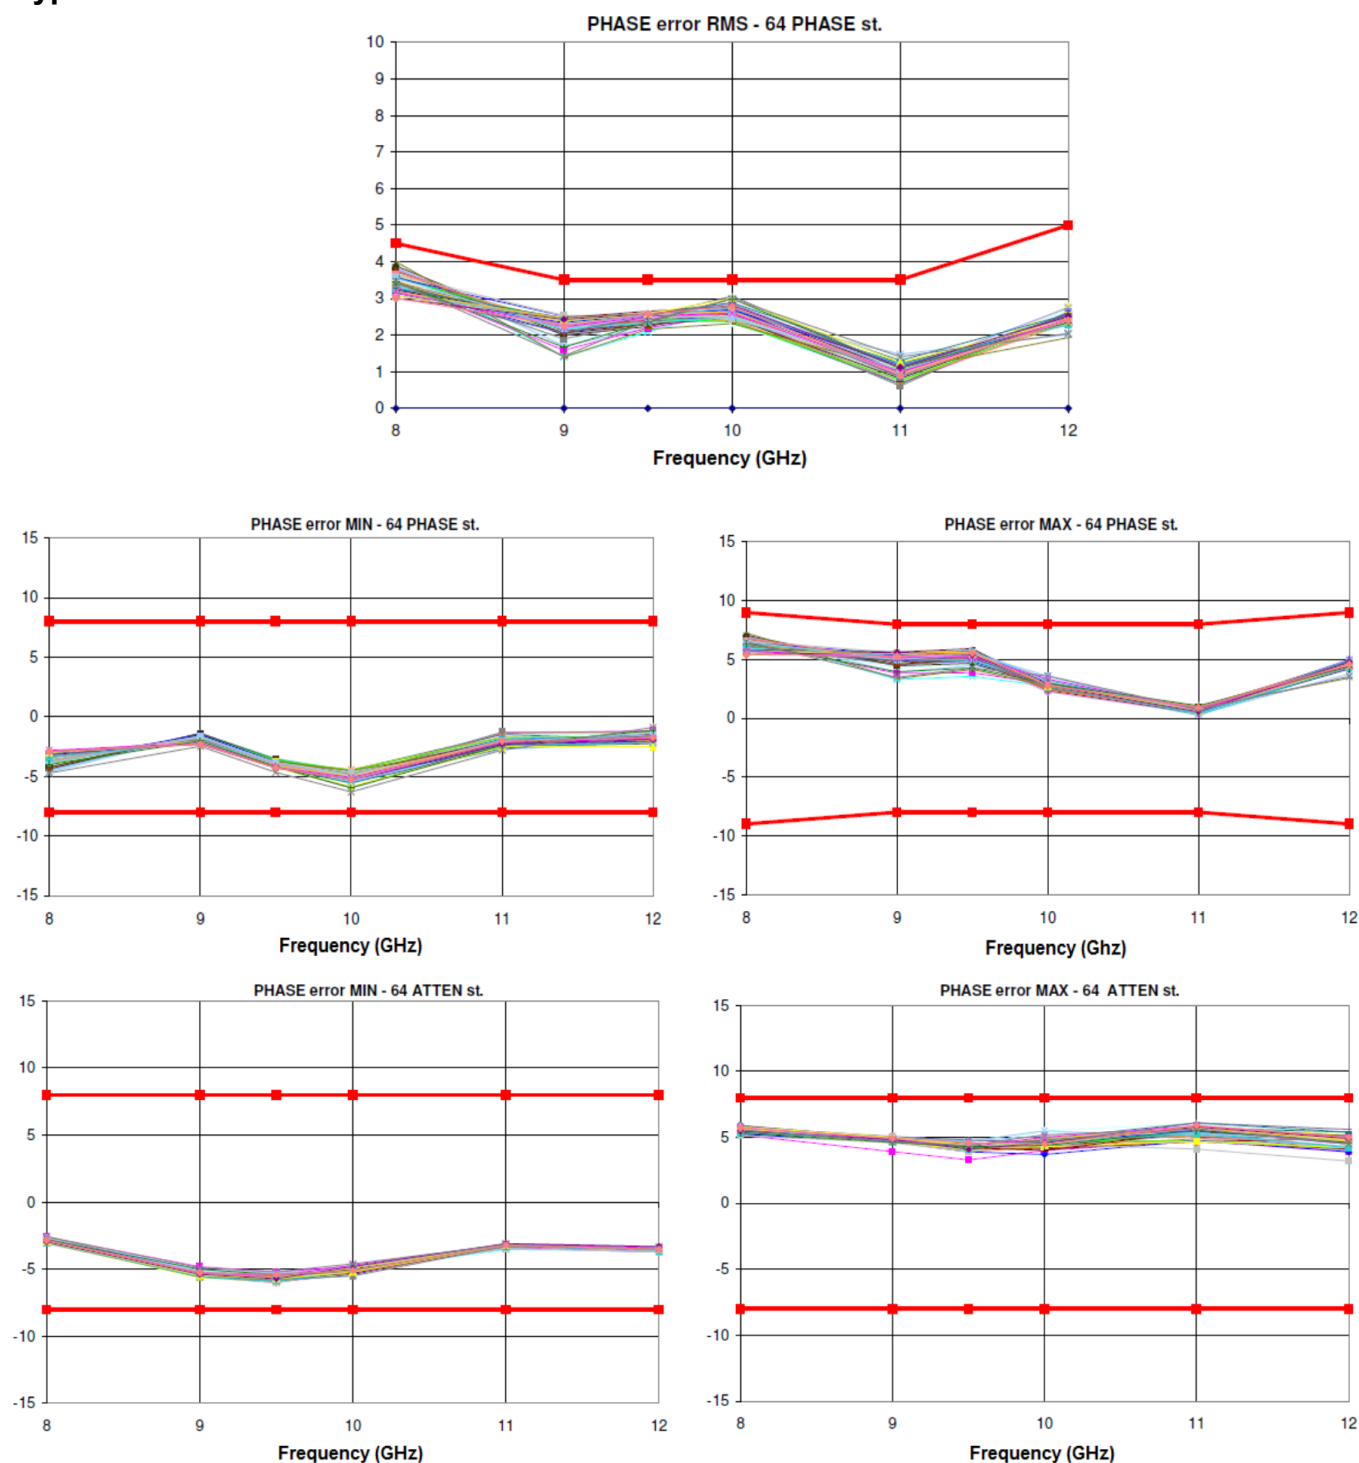 PHASE error RMS - 64 PHASE st.
10
9
8
7
6
5
4
3
2
1
0
8 9 10 11 12
Frequency (GHz)
PHASE error MIN - 64 PHASE st.
15
10
5
0
-5
-10
-15
8 9 10 11 12
Frequency (GHz)
PHASE error MAX - 64 PHASE st.
15
10
5
0
-5
-10
-15
8 9 10 11 12
Frequency (GHz)
PHASE error MIN - 64 ATTEN st.
15
10
5
0
-5
-10
-15
8 9 10 11 12
Frequency (GHz)
PHASE error MAX - 64 ATTEN st.
15
10
5
0
-5
-10
-15
8 9 10 11 12
Frequency (GHz)